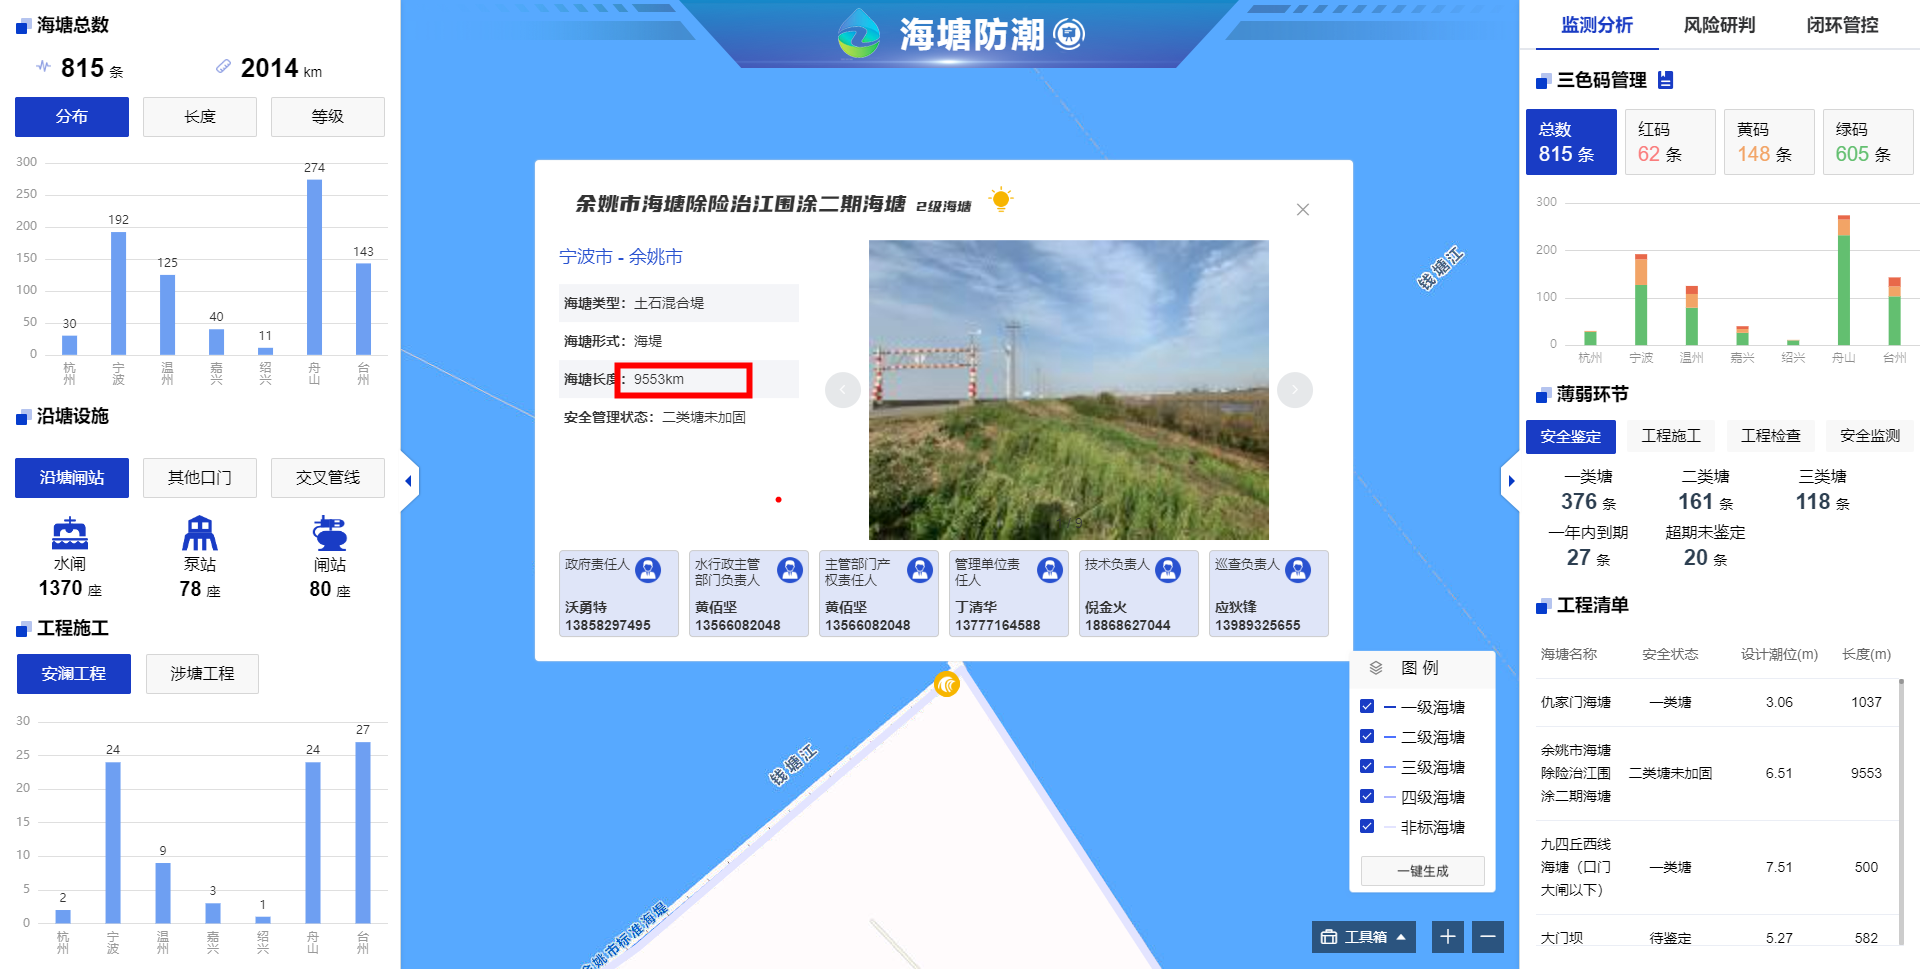 海塘总数
815 条
2014 km
分布
长度
等级
300
250
200
150
100
50
0
30
192
125
40
11
274
143
杭州
宁波
温州
嘉兴
绍兴
舟山
台州
沿塘设施
沿塘闸站
其他口门
交叉管线
水闸
1370 座
泵站
78 座
闸站
80 座
工程施工
安澜工程
涉塘工程
30
25
20
15
10
5
0
2
24
9
3
1
24
27
杭州
宁波
温州
嘉兴
绍兴
舟山
台州
海塘防潮
余姚市海塘除险治江围涂二期海塘 2级海塘
宁波市 - 余姚市
海塘类型：土石混合堤
海塘形式：海堤
海塘长度：9553km
安全管理状态：二类塘未加固
政府责任人
沃勇特
13858297495
水行政主管
部门负责人
黄佰坚
13566082048
主管部门产
权责任人
黄佰坚
13566082048
管理单位责
任人
丁清华
13777164588
技术负责人
倪金火
18868627044
巡查负责人
应狄锋
13989325655
钱塘江
钱塘江
余姚市标准海堤
图例
一级海塘
二级海塘
三级海塘
四级海塘
非标海塘
一键生成
工具箱
监测分析
风险研判
闭环管控
三色码管理
总数
815 条
红码
62 条
黄码
148 条
绿码
605 条
300
200
100
0
杭州
宁波
温州
嘉兴
绍兴
舟山
台州
薄弱环节
安全鉴定
工程施工
工程检查
安全监测
一类塘
376 条
二类塘
161 条
三类塘
118 条
一年内到期
27 条
超期未鉴定
20 条
工程清单
海塘名称 安全状态 设计潮位(m) 长度(m)
仇家门海塘 一类塘 3.06 1037
余姚市海塘
除险治江围
涂二期海塘
二类塘未加固 6.51 9553
九四丘西线
海塘（口门
大闸以下）
一类塘 7.51 500
大门坝 待鉴定 5.27 582